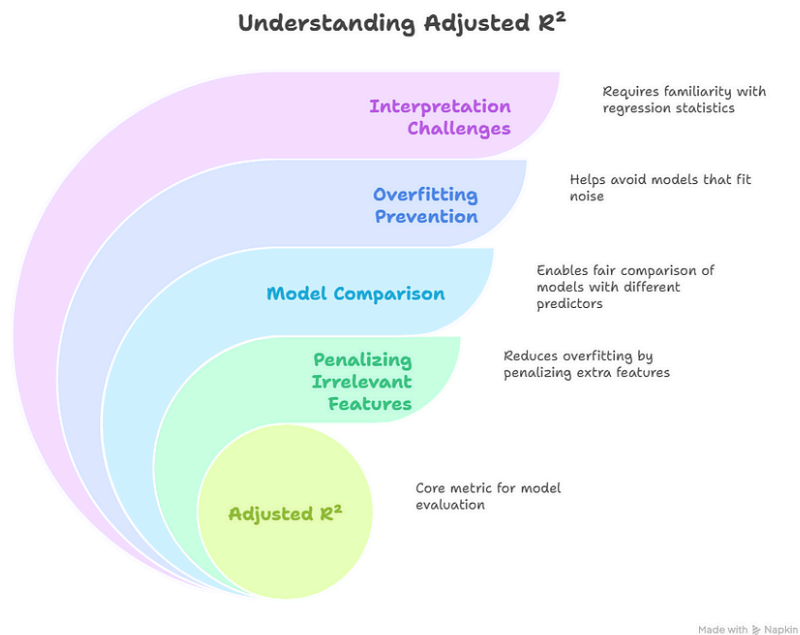 Understanding Adjusted R²
Interpretation
Challenges
Requires familiarity with
regression statistics
Overfitting
Prevention
Helps avoid models that fit
noise
Model Comparison
Enables fair comparison of
models with different
predictors
Penalizing
Irrelevant
Features
Reduces overfitting by
penalizing extra features
Adjusted R²
Core metric for model
evaluation
Made with Napkin